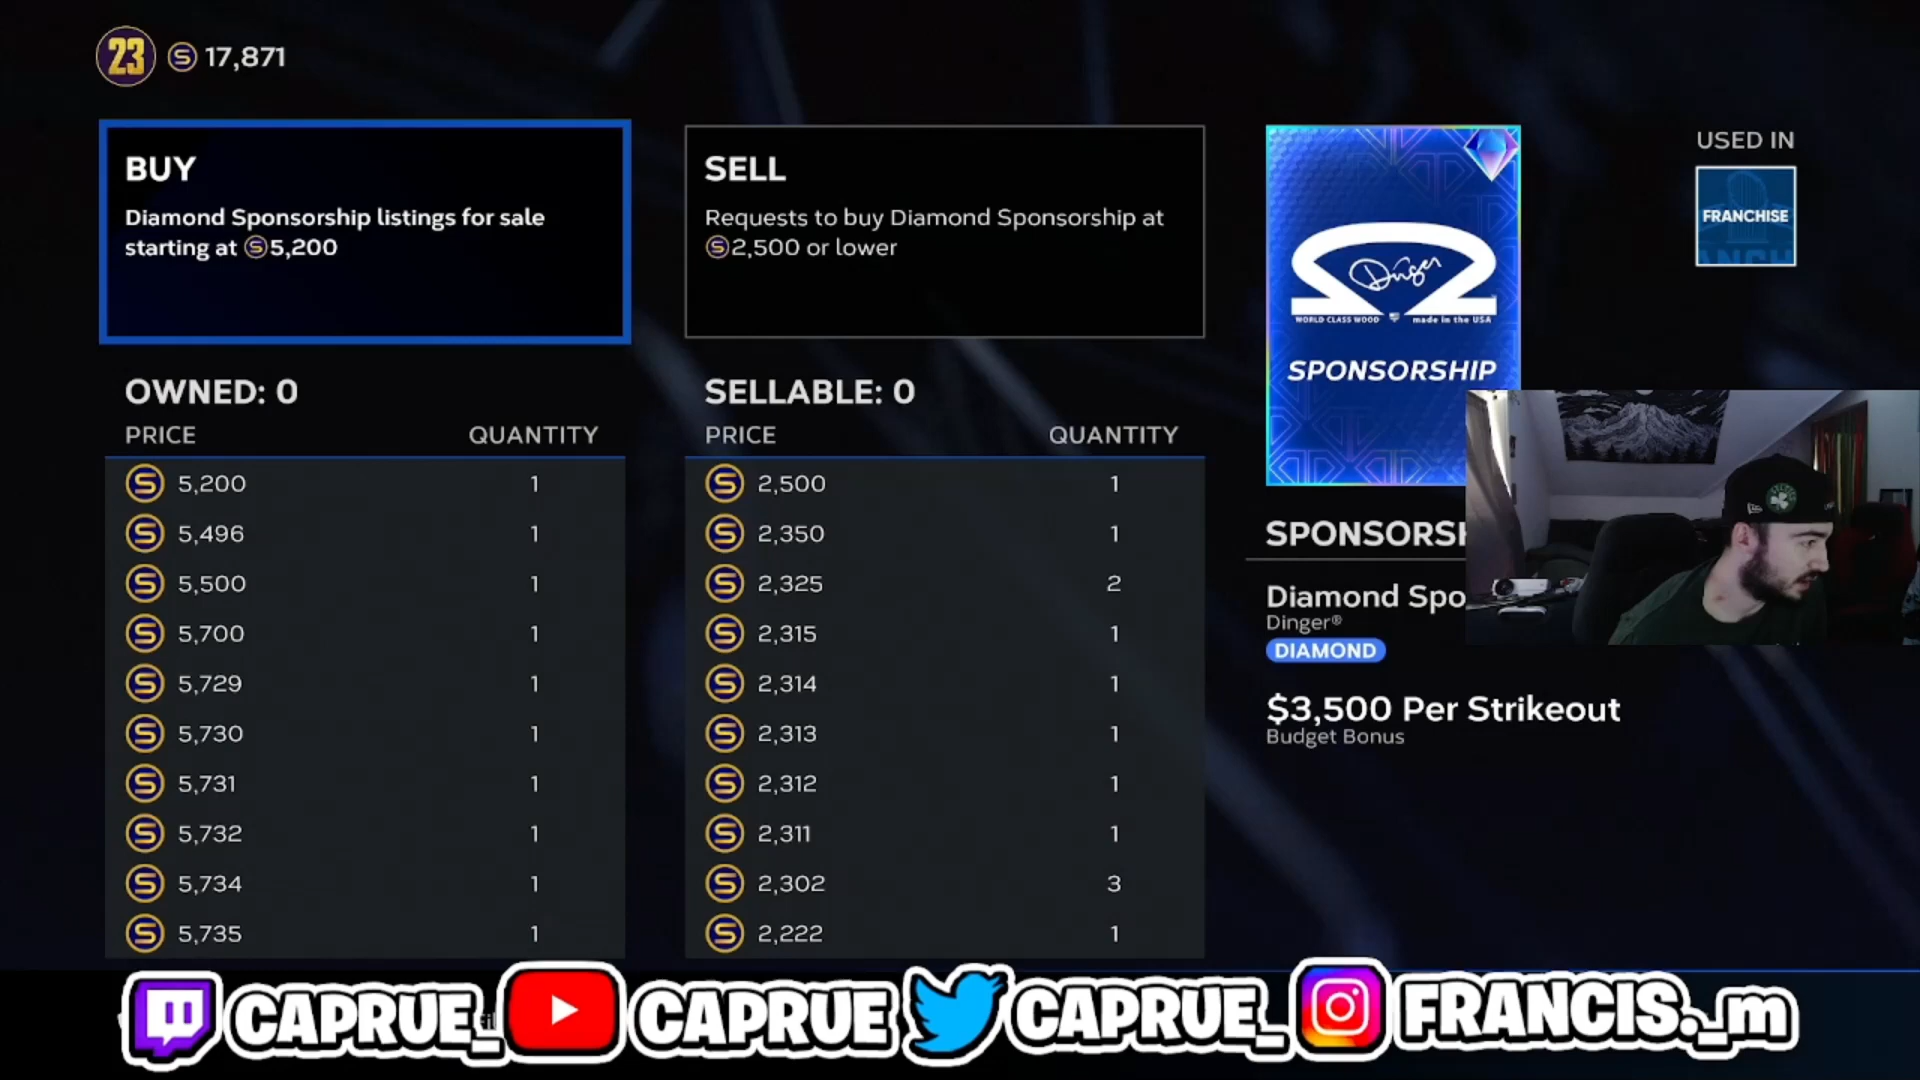 23 S 17,871
BUY
Diamond Sponsorship listings for sale
starting at S 5,200
SELL
Requests to buy Diamond Sponsorship at
S 2,500 or lower
Dinger
WORLD CLASS WOOD made in the USA
SPONSORSHIP
USED IN
FRANCHISE
OWNED: 0
PRICE QUANTITY
S 5,200 1
S 5,496 1
S 5,500 1
S 5,700 1
S 5,729 1
S 5,730 1
S 5,731 1
S 5,732 1
S 5,734 1
S 5,735 1
SELLABLE: 0
PRICE QUANTITY
S 2,500 1
S 2,350 1
S 2,325 2
S 2,315 1
S 2,314 1
S 2,313 1
S 2,312 1
S 2,311 1
S 2,302 3
S 2,222 1
SPONSORSH
Diamond Spo
Dinger®
DIAMOND
$3,500 Per Strikeout
Budget Bonus
CELTICS
CAPRUE_ CAPRUE CAPRUE_ FRANCIS._m